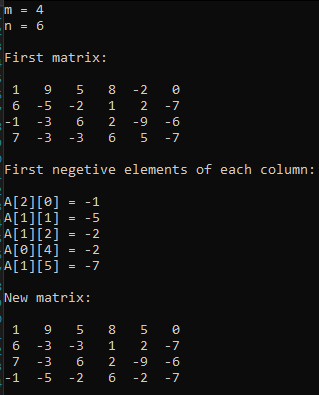 m = 4
n = 6
First matrix:
1 9 5 8 -2 0
6 -5 -2 1 2 -7
-1 -3 6 2 -9 -6
7 -3 -3 6 5 -7
First negetive elements of each column:
A[2][0] = -1
A[1][1] = -5
A[1][2] = -2
A[0][4] = -2
A[1][5] = -7
New matrix:
1 9 5 8 5 0
6 -3 -3 1 2 -7
7 -3 6 2 -9 -6
-1 -5 -2 6 -2 -7